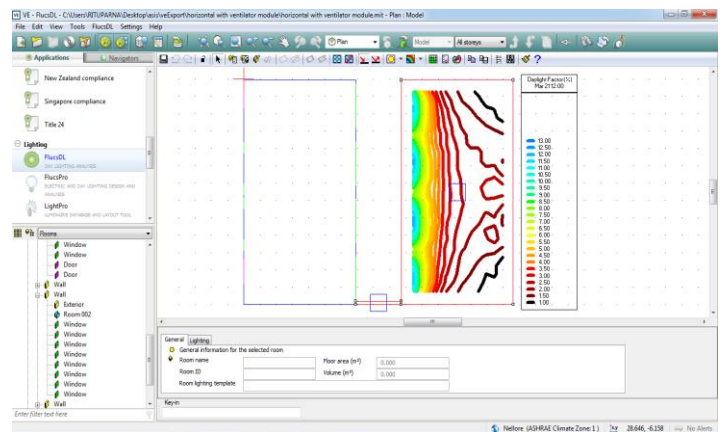 VE - FlucsDL - C:\Users\RITUPARNA\Desktop\asis\veExport\horizontal with ventilator module\horizontal with ventilator module.mit - Plan : Model
File Edit View Tools FlucsDL Settings Help
Plan Model All storeys
Applications Navigators
New Zealand compliance
Singapore compliance
Title 24
Lighting
FlucsDL
DAY LIGHTING ANALYSIS
FlucsPro
ELECTRIC AND DAY LIGHTING DESIGN AND
ANALYSIS
LightPro
LUMINAIRE DATABASE AND LAYOUT TOOL
Rooms
Window
Window
Door
Door
Wall
Wall
Exterior
Room 002
Window
Window
Window
Window
Window
Window
Window
Window
Wall
Enter filter text here
Daylight Factor(%)
Mar 21 12:00
13.00
12.50
12.00
11.50
11.00
10.50
10.00
9.50
9.00
8.50
8.00
7.50
7.00
6.50
6.00
5.50
5.00
4.50
4.00
3.50
3.00
2.50
2.00
1.50
1.00
General Lighting
General information for the selected room
Room name Floor area (m²) 0.000
Room ID Volume (m³) 0.000
Room lighting template
Key-in
Nellore (ASHRAE Climate Zone: 1) 28.646, -6.158 No Alerts